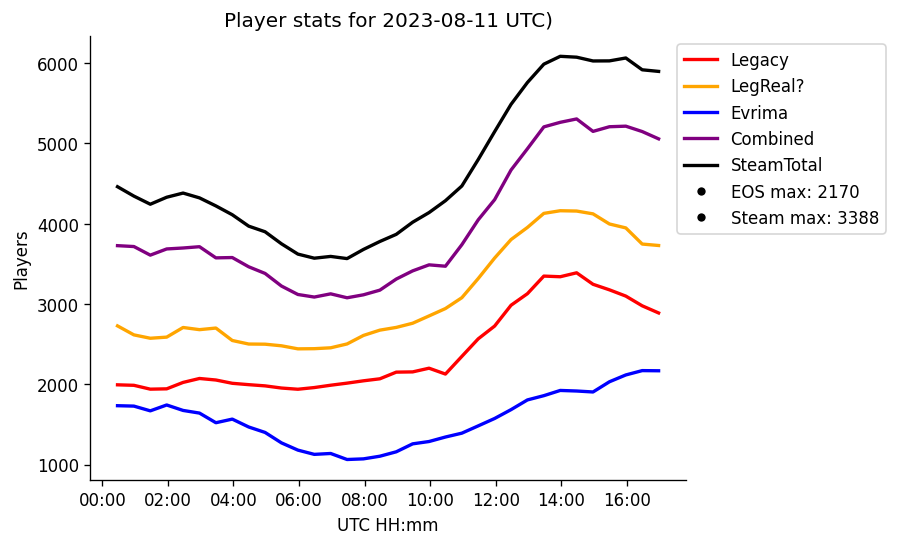 Player stats for 2023-08-11 UTC)
Legacy
LegReal?
Evrima
Combined
SteamTotal
EOS max: 2170
Steam max: 3388
6000
5000
4000
3000
2000
1000
Players
00:00 02:00 04:00 06:00 08:00 10:00 12:00 14:00 16:00
UTC HH:mm